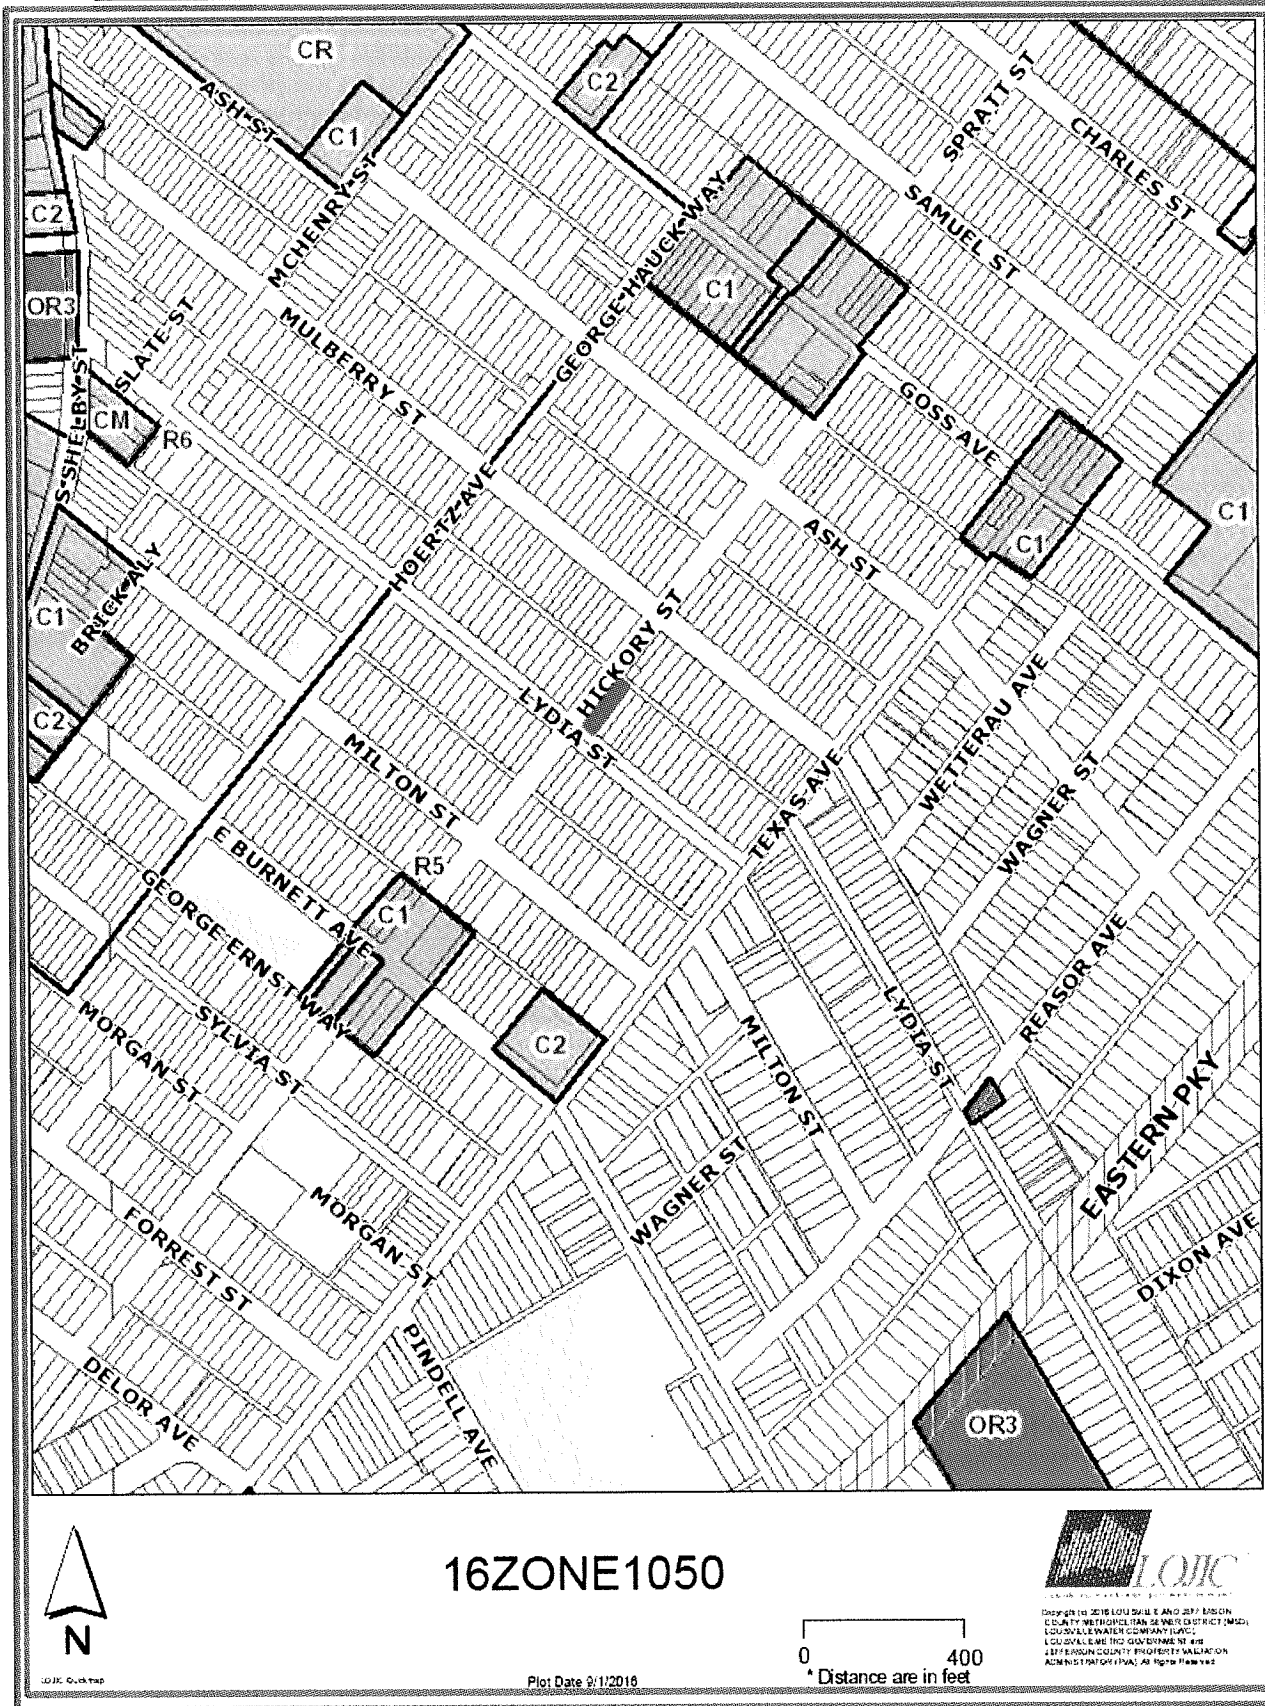 CR
C2
SPRATT ST
ASH ST
C1
CHARLES ST
MCHENRY ST
C2
SAMUEL ST
GEORGE HAUCK WAY
C1
OR3
SLATE ST
MULBERRY ST
CM
R6
GOSS AVE
S SHELBY ST
HOERTZ AVE
C1
C1
ASH ST
BRICK ALY
C1
HICKORY ST
C2
LYDIA ST
WETTERAU AVE
MILTON ST
TEXAS AVE
WAGNER ST
E BURNETT AVE
R5
C1
GEORGE ERNST WAY
REASOR AVE
SYLVIA ST
LYDIA ST
MORGAN ST
C2
MILTON ST
EASTERN PKY
WAGNER ST
MORGAN ST
DIXON AVE
FORREST ST
PINDELL AVE
DELOR AVE
OR3
N
16ZONE1050
0 400
* Distance are in feet
Plot Date 9/1/2016
LOJIC
LOUISVILLE WATER COMPANY (LWC),